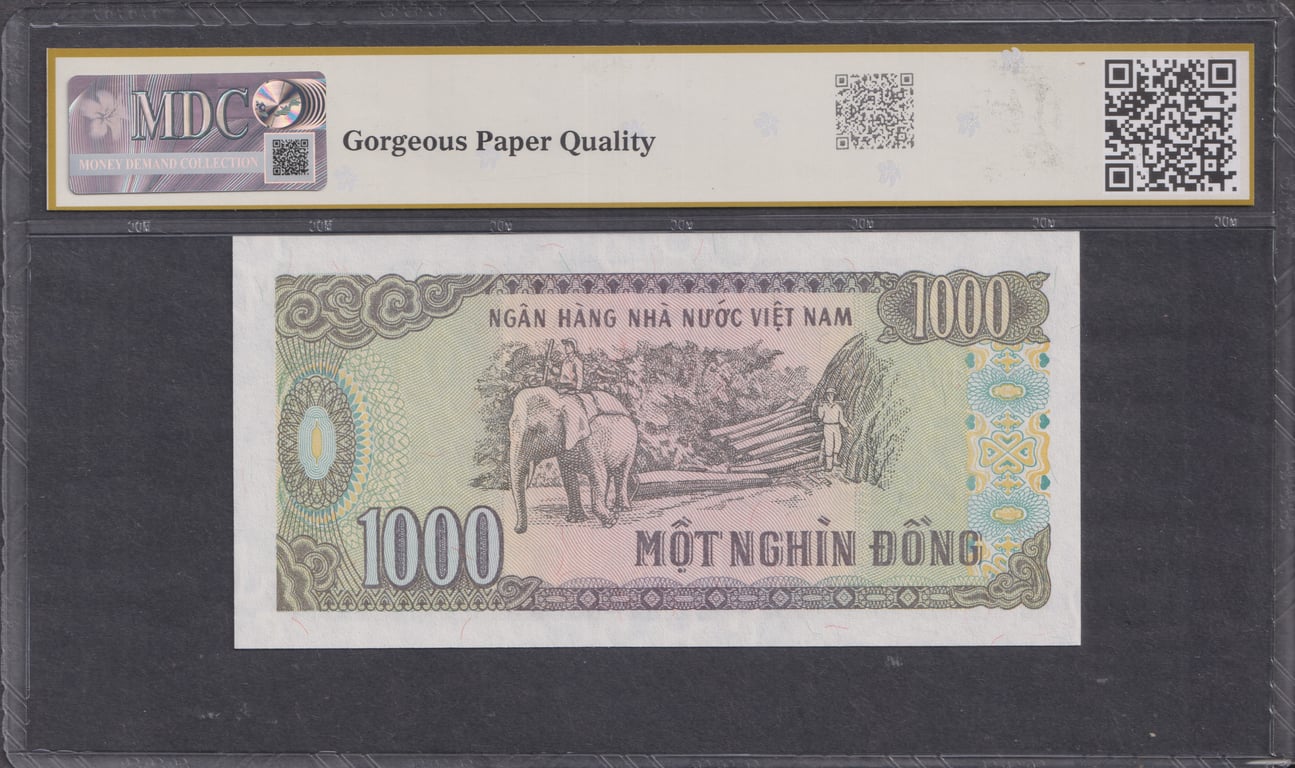 MDC
MONEY DEMAND COLLECTION
Gorgeous Paper Quality
NGÂN HÀNG NHÀ NƯỚC VIỆT NAM
1000
1000
MỘT NGHÌN ĐỒNG